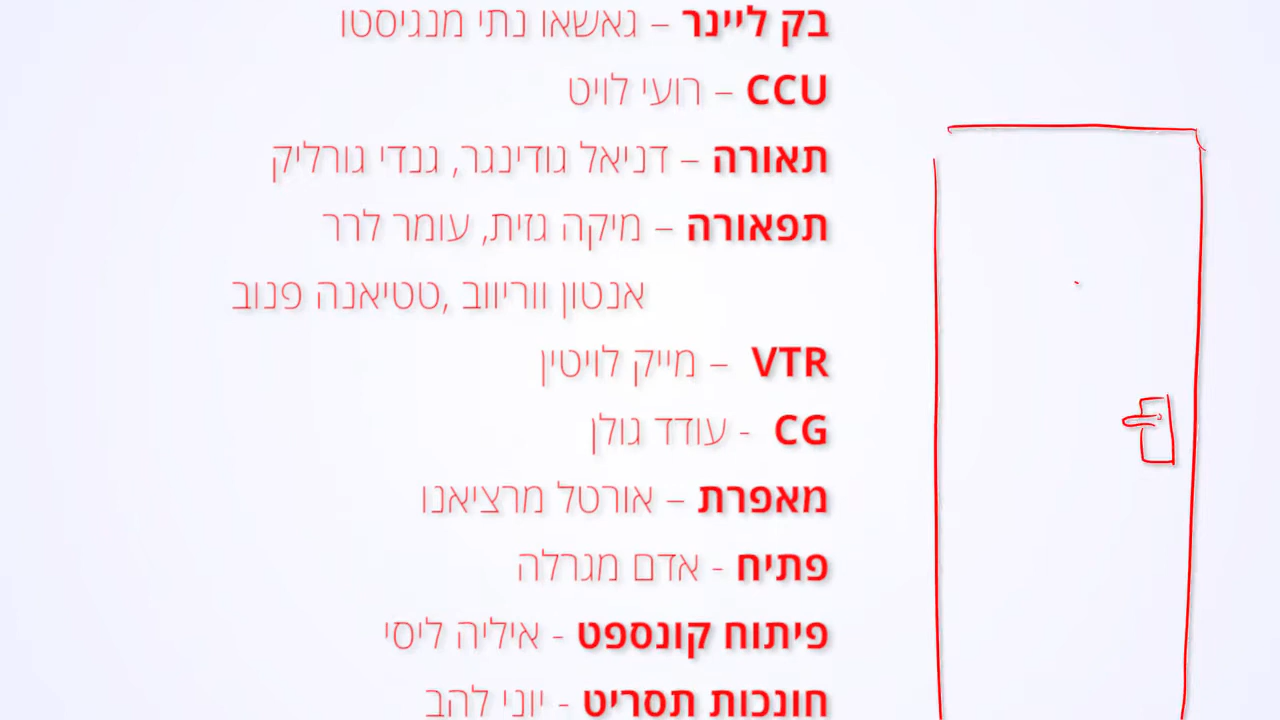 בק ליינר – גאשאו נתי מנגיסטו
CCU – רועי לויט
תאורה – דניאל גודינגר, גנדי גורליק
תפאורה – מיקה גזית, עומר לרר
אנטון ווריווב ,טטיאנה פנוב
VTR – מייק לויטין
CG - עודד גולן
מאפרת – אורטל מרציאנו
פתיח - אדם מגרלה
פיתוח קונספט - איליה ליסי
חונכות תסריט - יוני להב